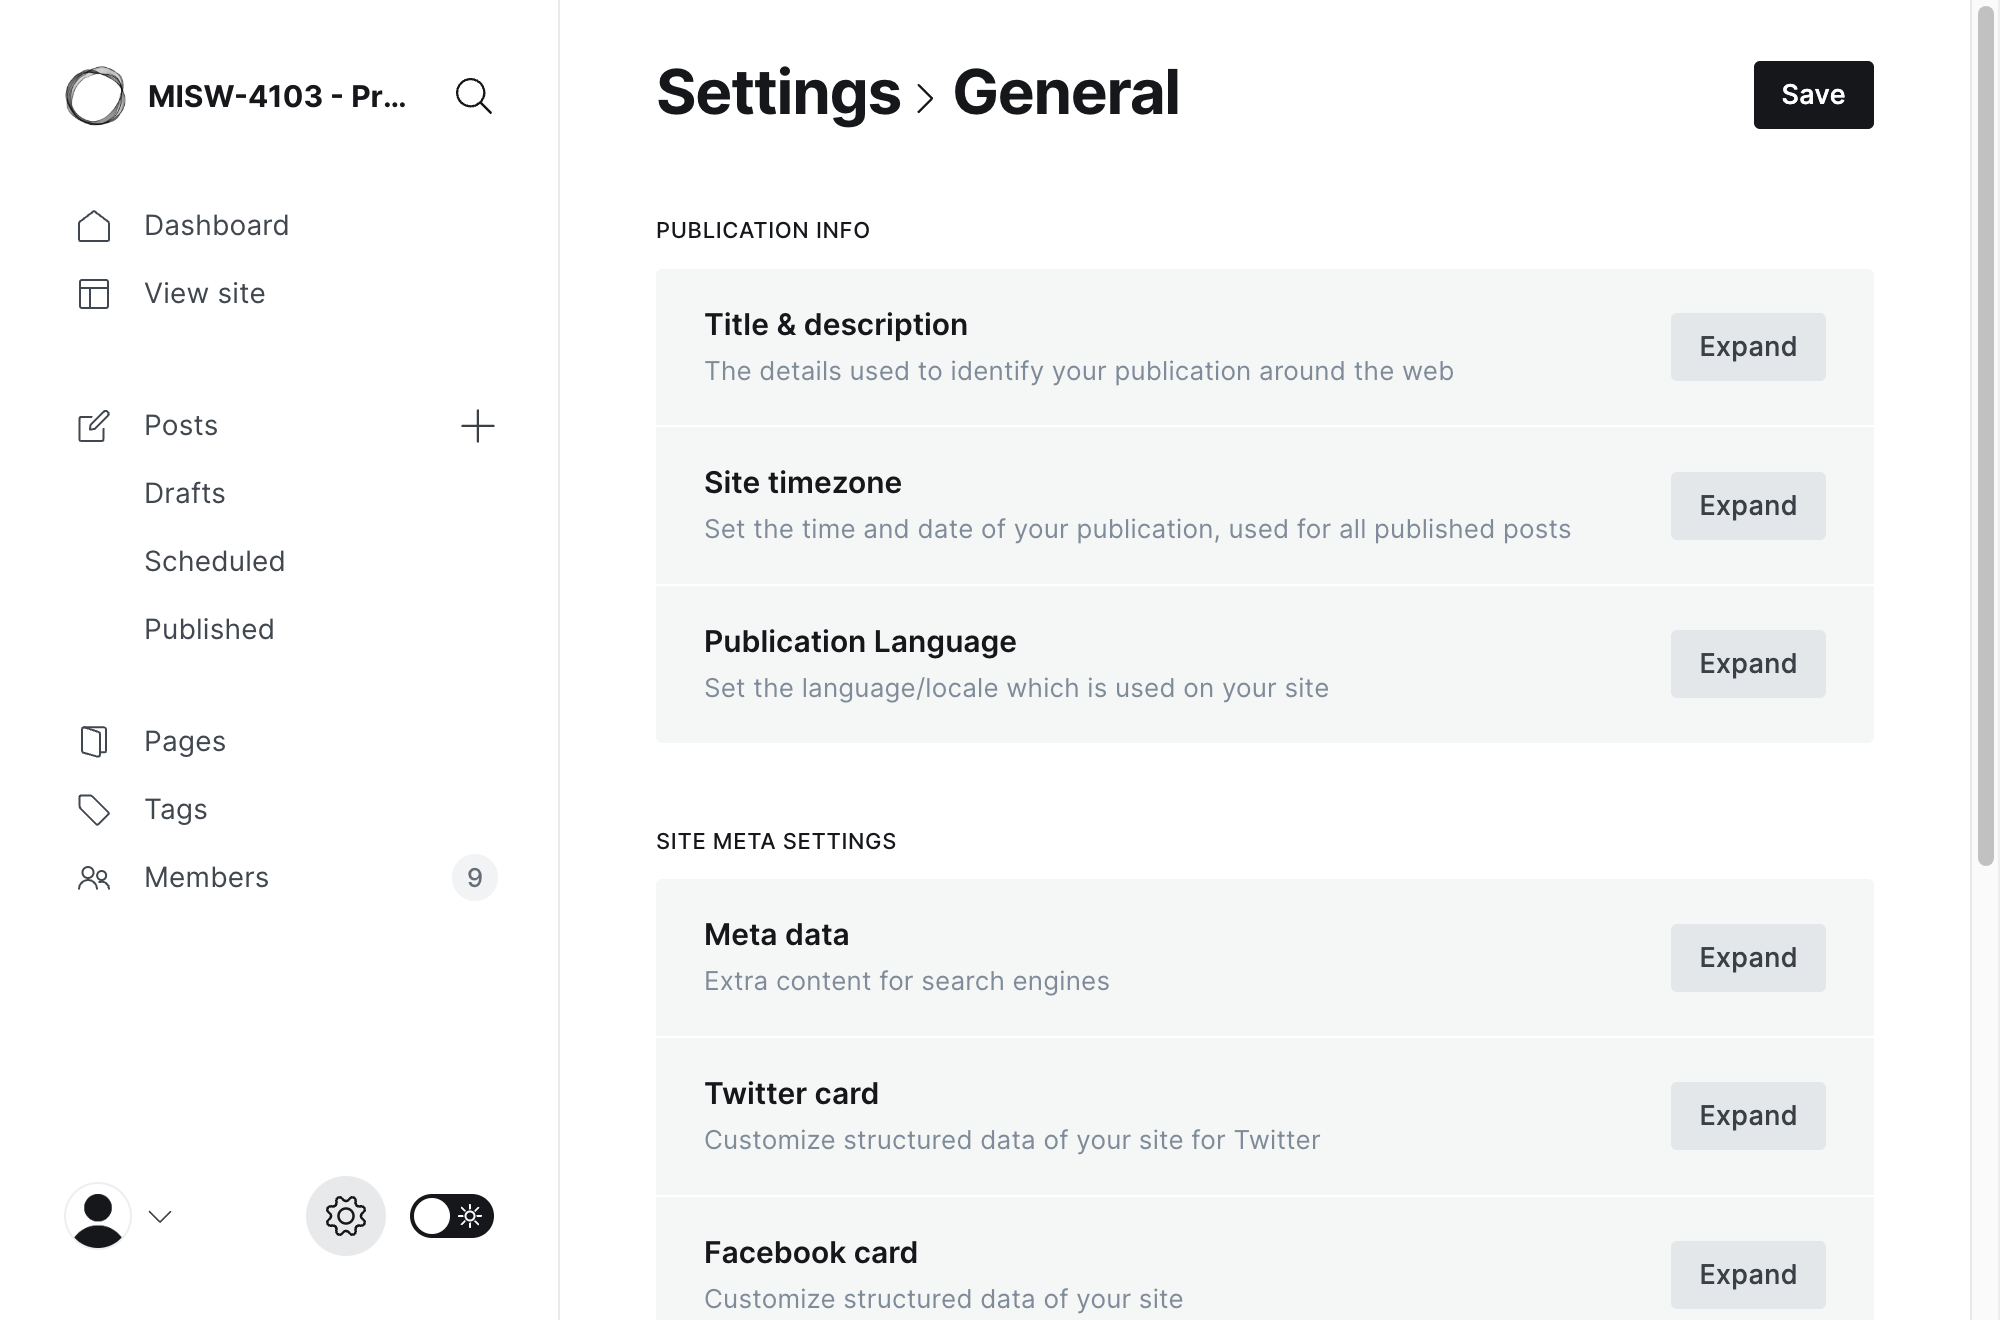 MISW-4103 - Pr...
Dashboard
View site
Posts
Drafts
Scheduled
Published
Pages
Tags
Members
9
Settings > General
Save
PUBLICATION INFO
Title & description
The details used to identify your publication around the web
Expand
Site timezone
Set the time and date of your publication, used for all published posts
Expand
Publication Language
Set the language/locale which is used on your site
Expand
SITE META SETTINGS
Meta data
Extra content for search engines
Expand
Twitter card
Customize structured data of your site for Twitter
Expand
Facebook card
Customize structured data of your site
Expand